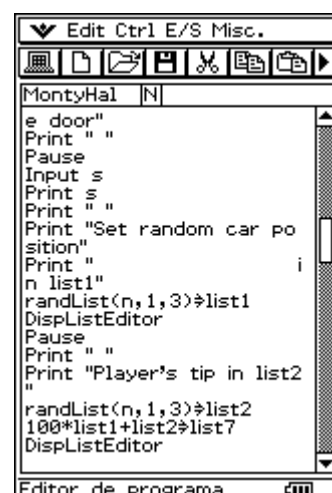 Edit Ctrl E/S Misc.
MontyHal N
e door"
Print " "
Pause
Input s
Print s
Print " "
Print "Set random car po
sition"
Print " i
n list1"
randList(n,1,3)⇒list1
DispListEditor
Pause
Print " "
Print "Player's tip in list2
"
randList(n,1,3)⇒list2
100*list1+list2⇒list7
DispListEditor
Editor de programa